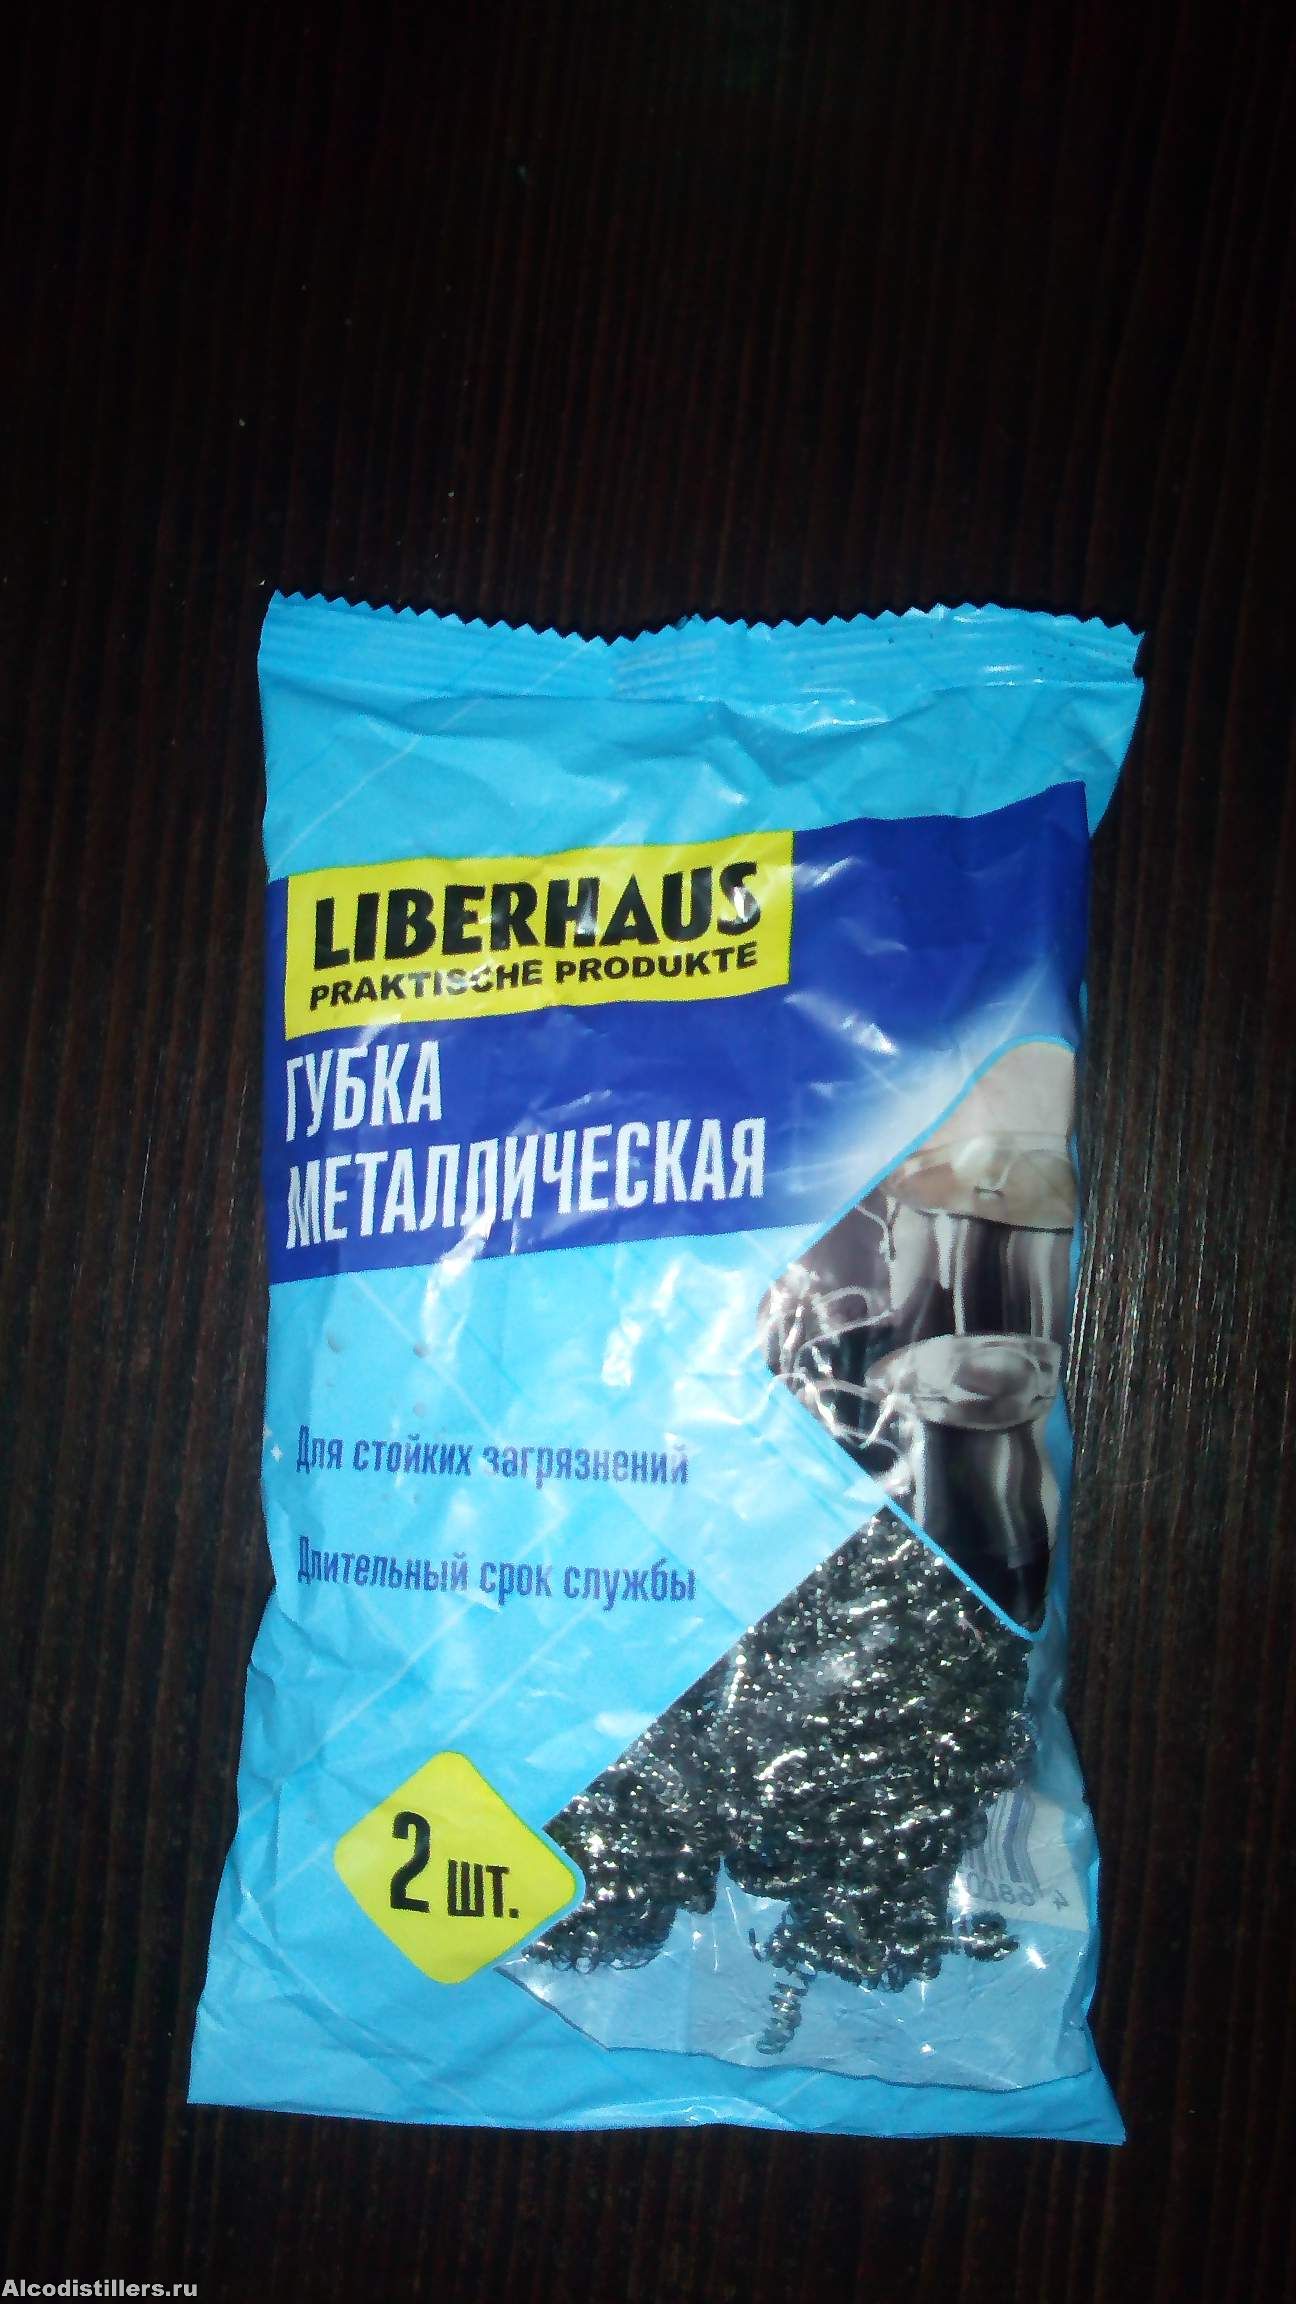 LIBERHAUS
PRAKTISCHE PRODUKTE
ГУБКА
МЕТАЛЛИЧЕСКАЯ
Для стойких загрязнений
Длительный срок службы
2 шт.
Alcodistillers.ru